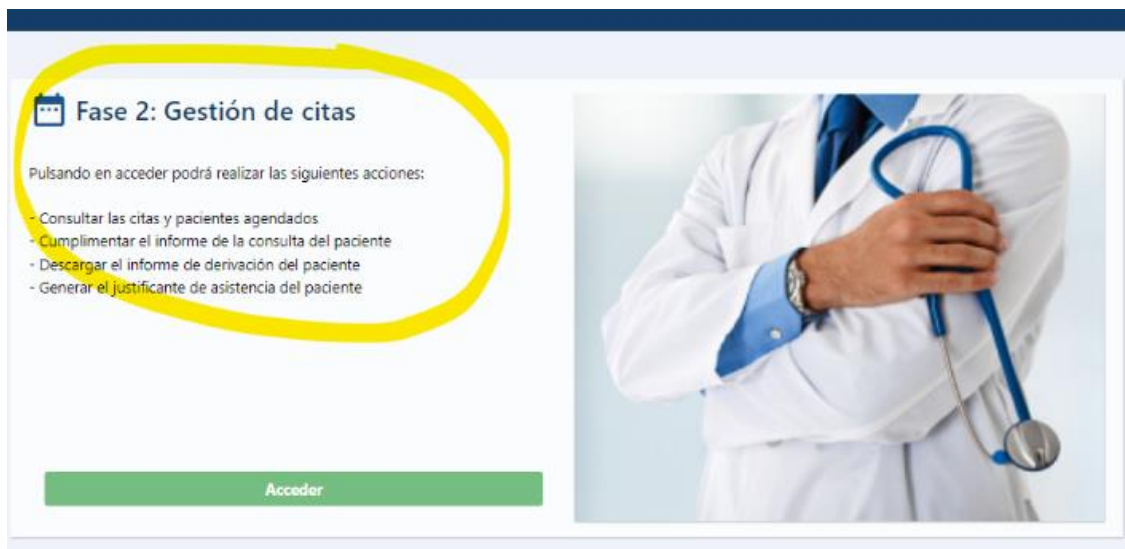 Fase 2: Gestión de citas
Pulsando en acceder podrá realizar las siguientes acciones:
- Consultar las citas y pacientes agendados
- Cumplimentar el informe de la consulta del paciente
- Descargar el informe de derivación del paciente
- Generar el justificante de asistencia del paciente
Acceder